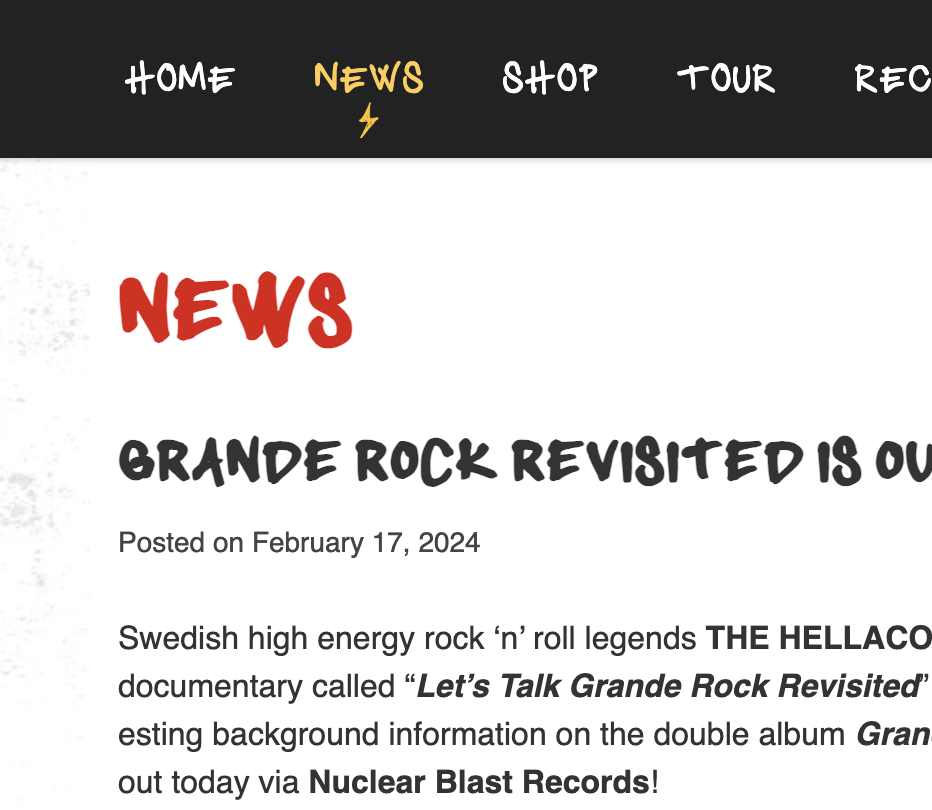 HOME NEWS SHOP TOUR REC
NEWS
GRANDE ROCK REVISITED IS OU
Posted on February 17, 2024
Swedish high energy rock ‘n’ roll legends THE HELLACO
documentary called “Let’s Talk Grande Rock Revisited”
esting background information on the double album Gran
out today via Nuclear Blast Records!